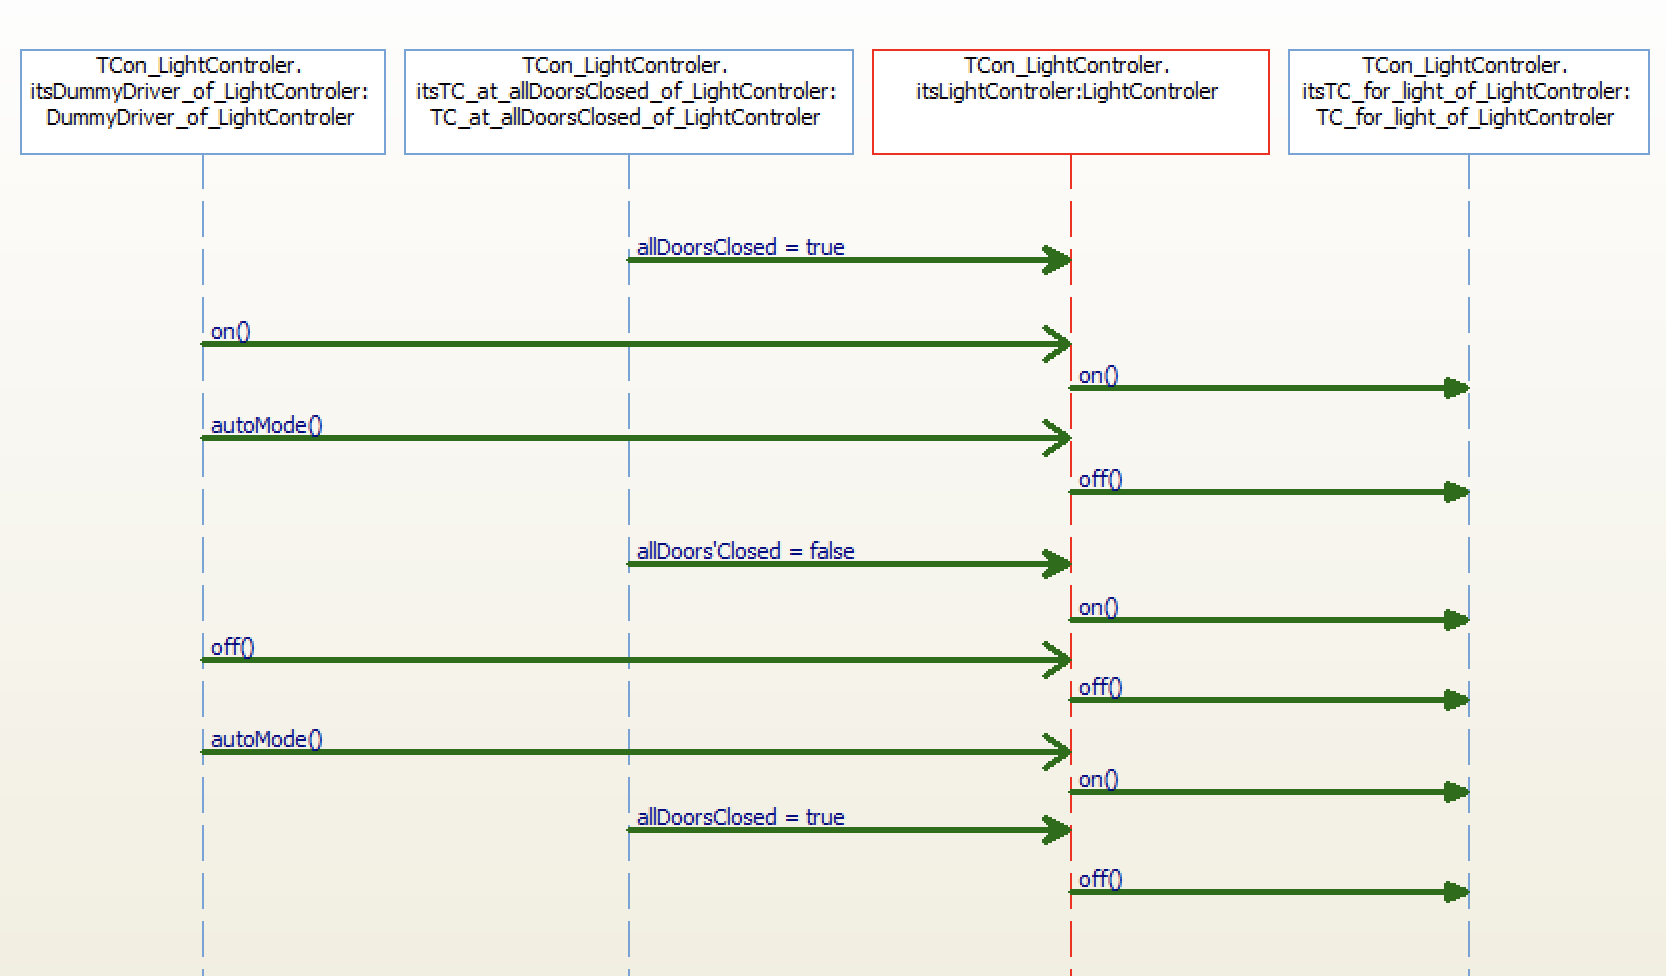 TCon_LightControler.
itsDummyDriver_of_LightControler:
DummyDriver_of_LightControler
TCon_LightControler.
itsTC_at_allDoorsClosed_of_LightControler:
TC_at_allDoorsClosed_of_LightControler
TCon_LightControler.
itsLightControler:LightControler
TCon_LightControler.
itsTC_for_light_of_LightControler:
TC_for_light_of_LightControler
allDoorsClosed = true
on()
on()
autoMode()
off()
allDoors'Closed = false
on()
off()
off()
autoMode()
on()
allDoorsClosed = true
off()